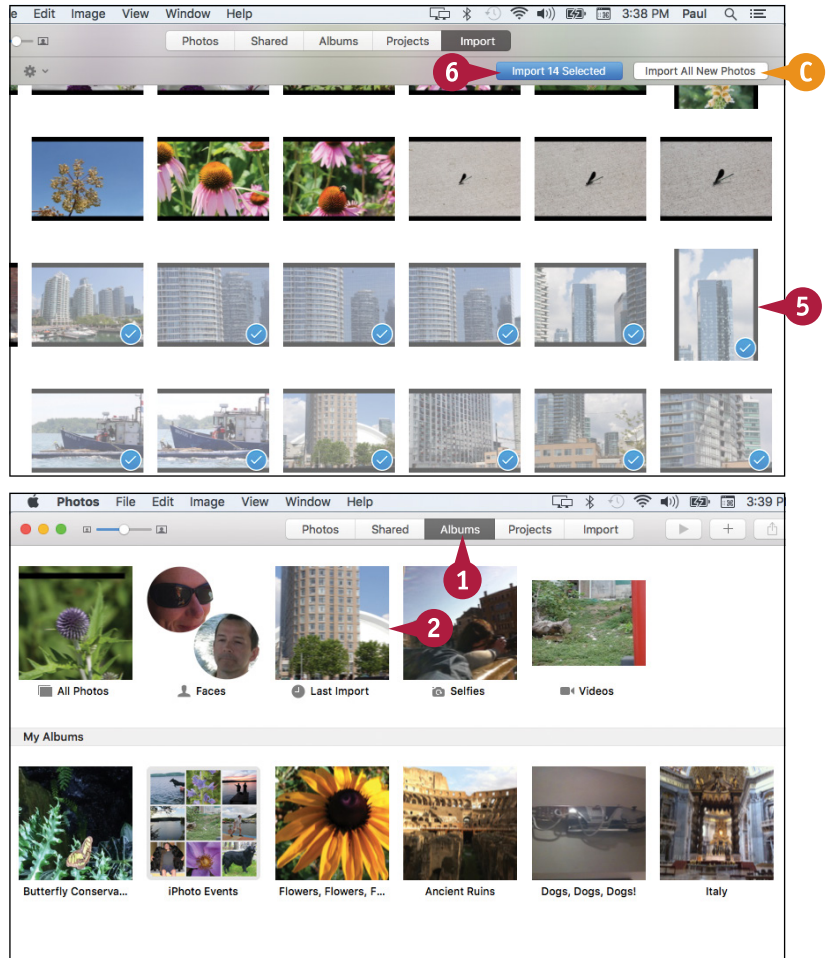 e Edit Image View Window Help 3:38 PM Paul
Photos Shared Albums Projects Import
6 Import 14 Selected Import All New Photos C
5
Photos File Edit Image View Window Help 3:39 P
Photos Shared Albums Projects Import
1
2
All Photos Faces Last Import Selfies Videos
My Albums
Butterfly Conserva... iPhoto Events Flowers, Flowers, F... Ancient Ruins Dogs, Dogs, Dogs! Italy